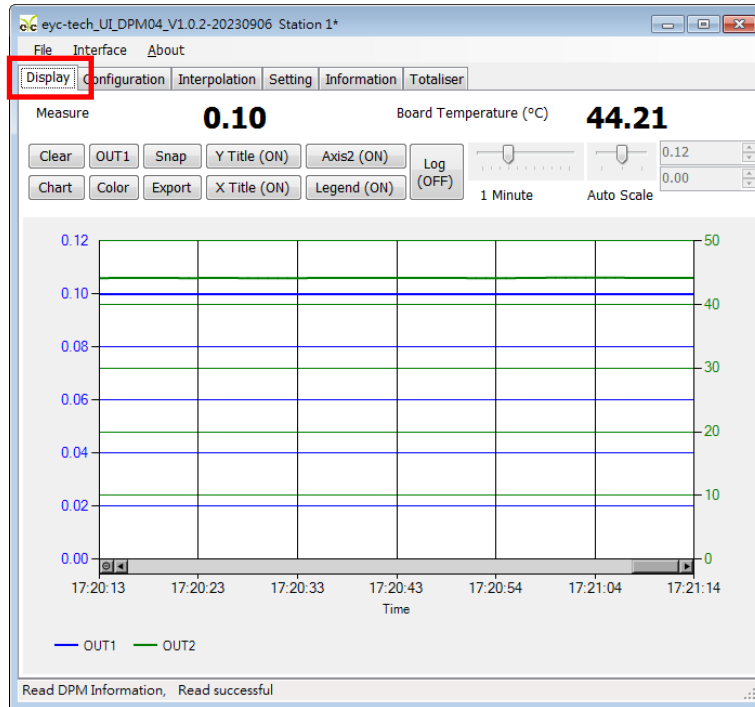 eyc-tech_UI_DPM04_V1.0.2-20230906 Station 1*
File Interface About
Display Configuration Interpolation Setting Information Totaliser
Measure 0.10 Board Temperature (°C) 44.21
Clear OUT1 Snap Y Title (ON) Axis2 (ON) Log (OFF) 0.12
Chart Color Export X Title (ON) Legend (ON) 1 Minute Auto Scale 0.00
0.12 50
0.10 40
0.08 30
0.06 20
0.04 10
0.02
0.00 0
17:20:13 17:20:23 17:20:33 17:20:43 17:20:54 17:21:04 17:21:14
Time
OUT1 OUT2
Read DPM Information, Read successful